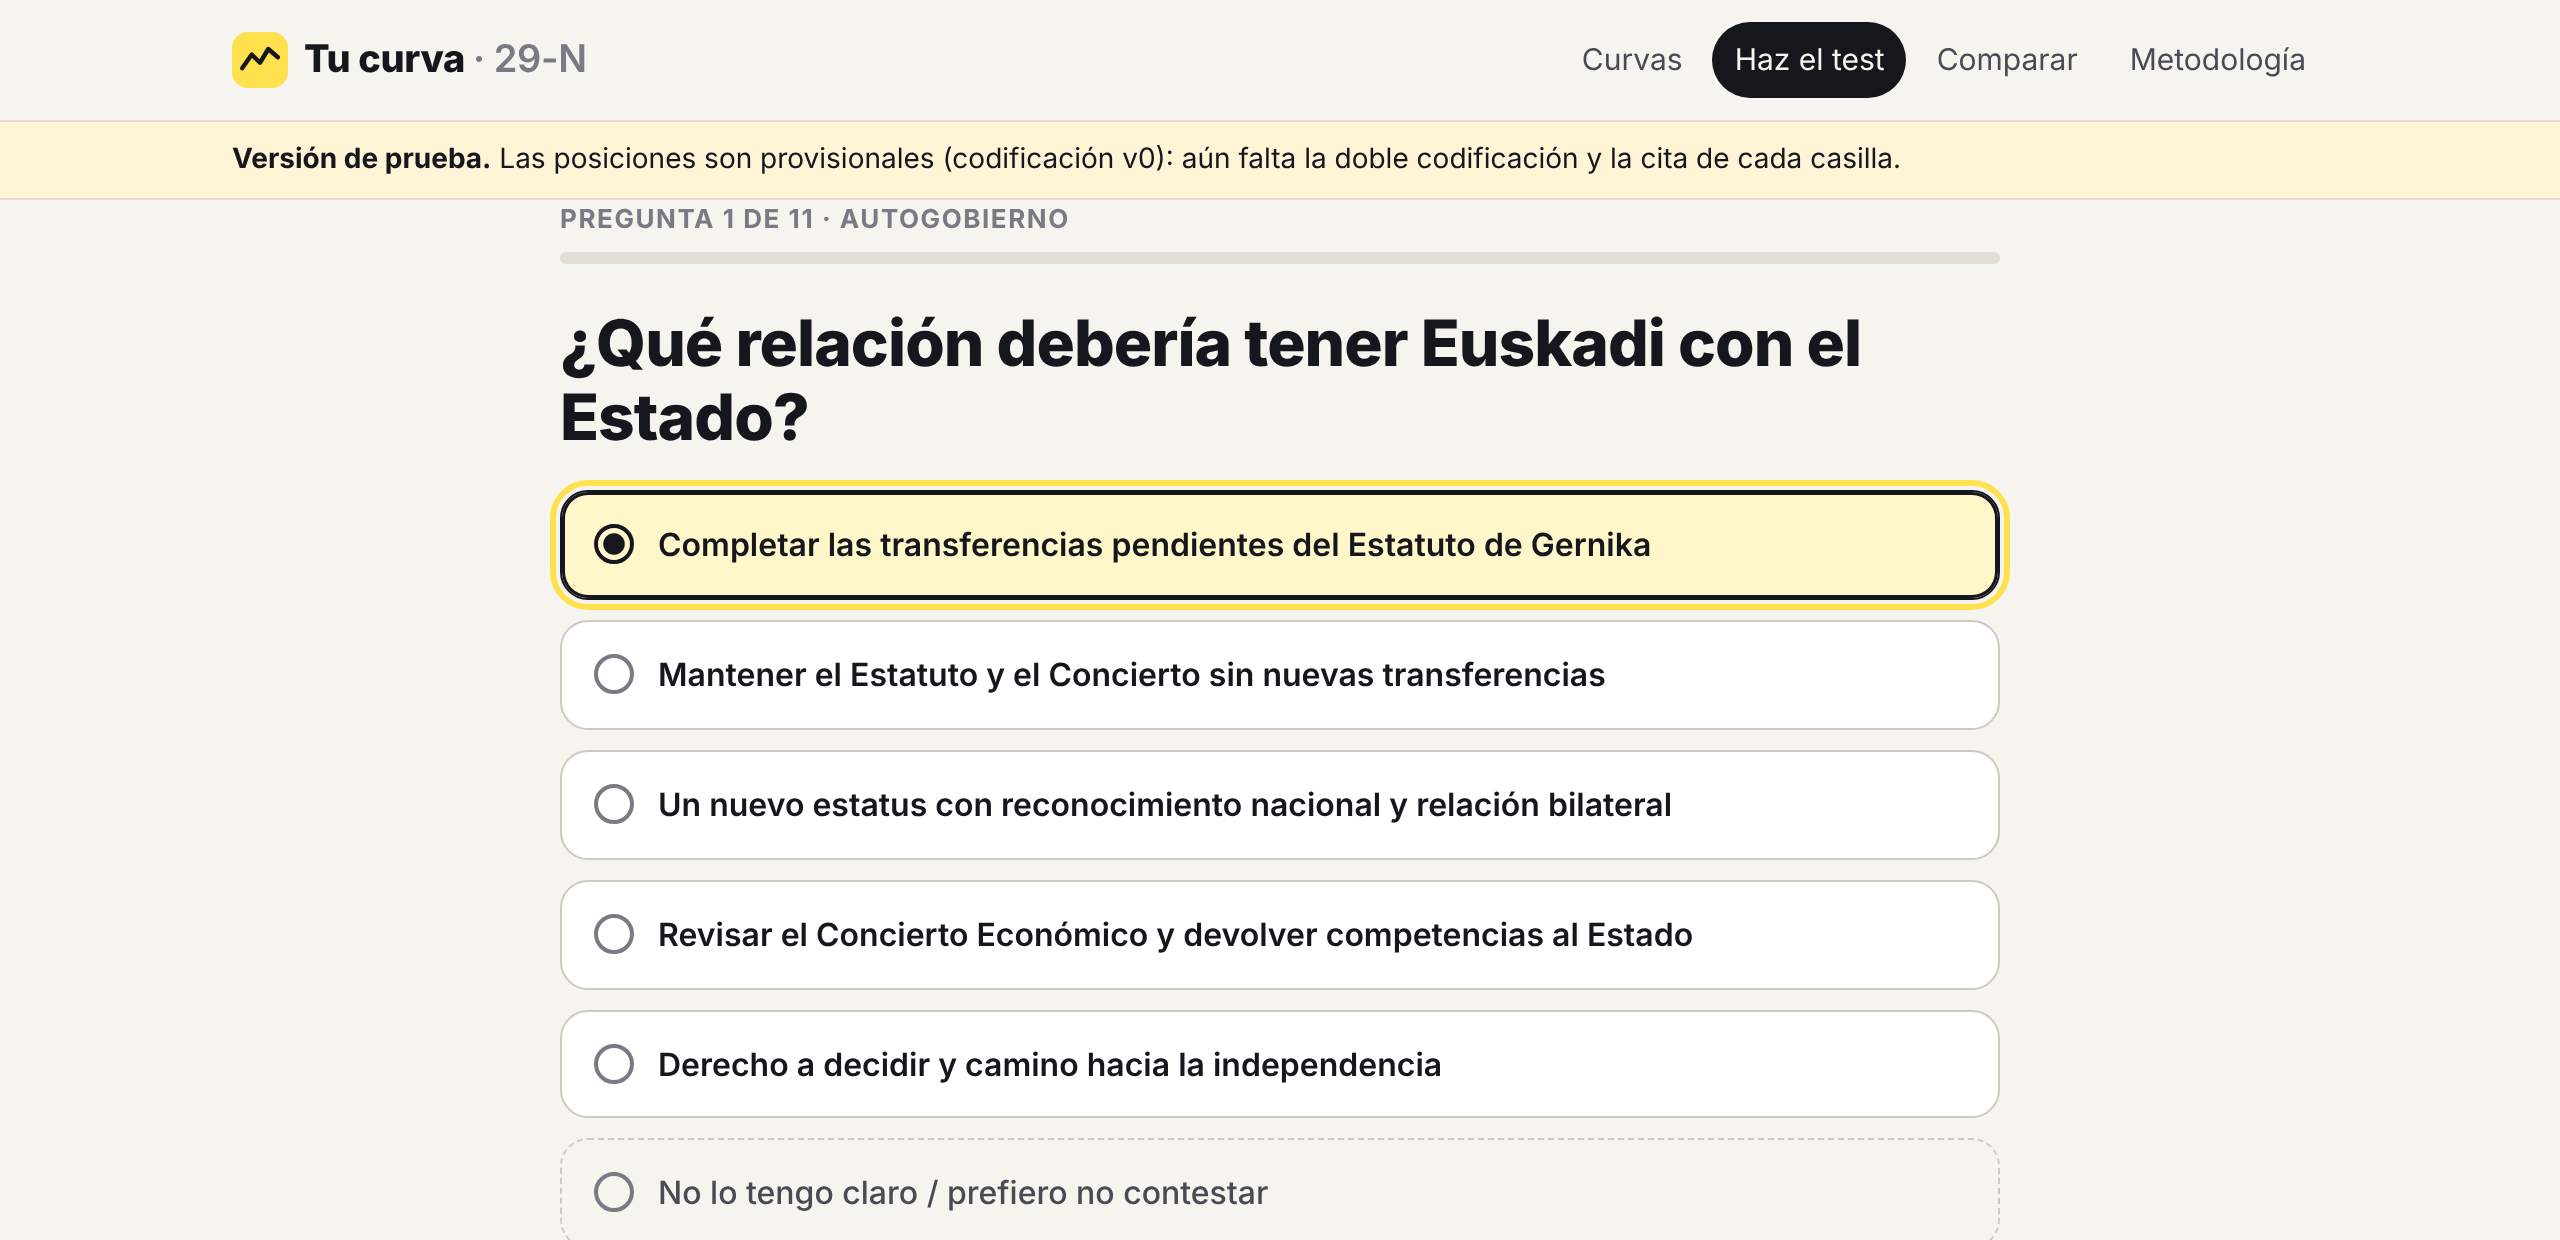 Tu curva · 29-N
Curvas
Haz el test
Comparar
Metodología
Versión de prueba. Las posiciones son provisionales (codificación v0): aún falta la doble codificación y la cita de cada casilla.
PREGUNTA 1 DE 11 · AUTOGOBIERNO
¿Qué relación debería tener Euskadi con el
Estado?
Completar las transferencias pendientes del Estatuto de Gernika
Mantener el Estatuto y el Concierto sin nuevas transferencias
Un nuevo estatus con reconocimiento nacional y relación bilateral
Revisar el Concierto Económico y devolver competencias al Estado
Derecho a decidir y camino hacia la independencia
No lo tengo claro / prefiero no contestar